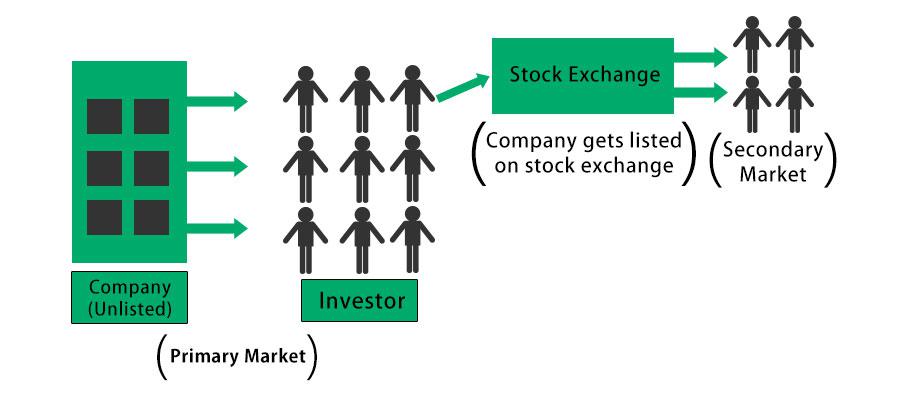 Stock Exchange
(Company gets listed
on stock exchange)
(Secondary
Market)
Company
(Unlisted)
Investor
(Primary Market)